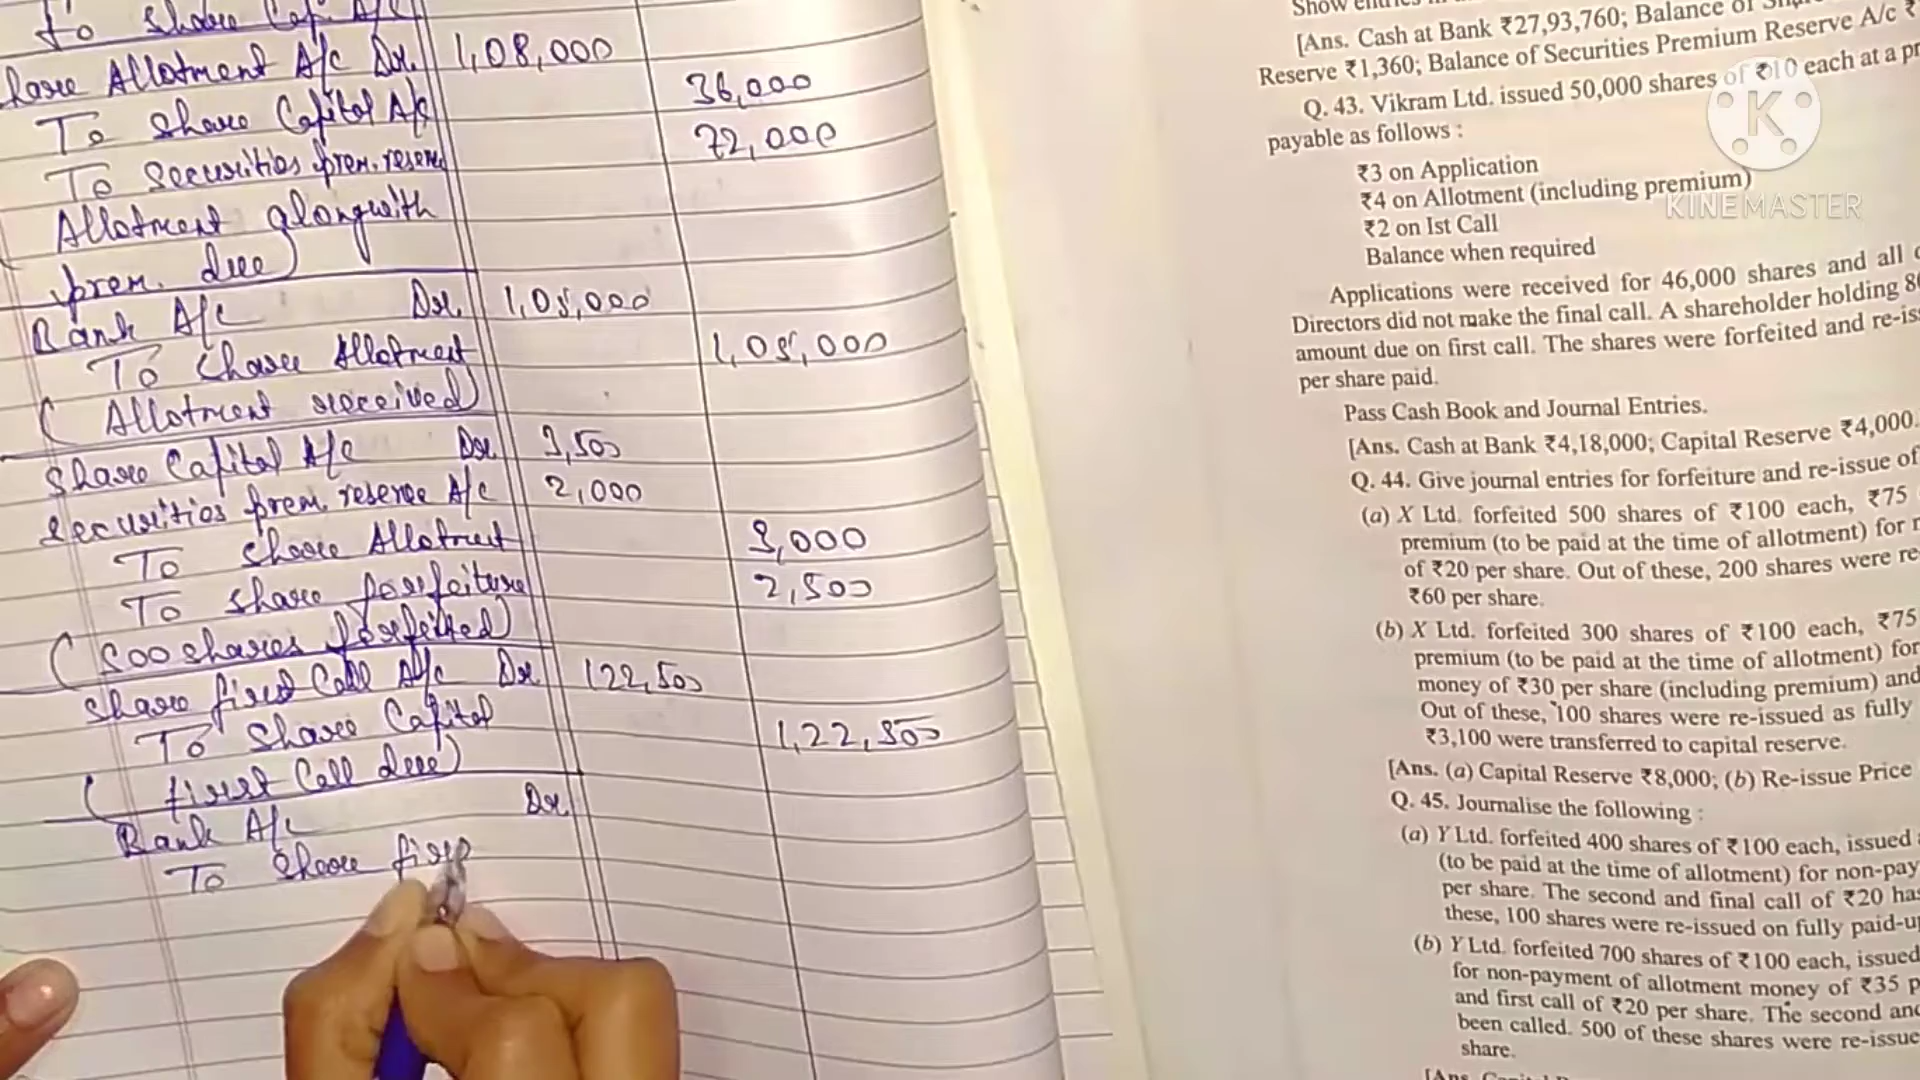 To Share Cap. A/c
Share Allotment A/c Dr. 1,08,000
To Share Capital A/c 36,000
To Securities prem. reserve 72,000
Allotment alongwith
prem. due)
Bank A/c Dr. 1,05,000
To Share Allotment 1,05,000
( Allotment received)
Share Capital A/c Dr 3,500
Securities prem. reserve A/c 2,000
To Share Allotment 3,000
To Share forfeiture 2,500
( 500 shares forfeited)
Share first Call A/c Dr 122,500
To Share Capital 1,22,500
( first Call due)
Bank A/c Dr.
To Share firs
Show entries in
[Ans. Cash at Bank ₹27,93,760; Balance of
Reserve ₹1,360; Balance of Securities Premium Reserve A/c ₹
Q. 43. Vikram Ltd. issued 50,000 shares of ₹10 each at a pr
payable as follows :
₹3 on Application
₹4 on Allotment (including premium)
₹2 on Ist Call
Balance when required
Applications were received for 46,000 shares and all
Directors did not make the final call. A shareholder holding 80
amount due on first call. The shares were forfeited and re-iss
per share paid.
Pass Cash Book and Journal Entries.
[Ans. Cash at Bank ₹4,18,000; Capital Reserve ₹4,000.
Q. 44. Give journal entries for forfeiture and re-issue of
(a) X Ltd. forfeited 500 shares of ₹100 each, ₹75
premium (to be paid at the time of allotment) for n
of ₹20 per share. Out of these, 200 shares were re
₹60 per share.
(b) X Ltd. forfeited 300 shares of ₹100 each, ₹75
premium (to be paid at the time of allotment) for
money of ₹30 per share (including premium) and
Out of these, 100 shares were re-issued as fully
₹3,100 were transferred to capital reserve.
[Ans. (a) Capital Reserve ₹8,000; (b) Re-issue Price
Q. 45. Journalise the following :
(a) Y Ltd. forfeited 400 shares of ₹100 each, issued
(to be paid at the time of allotment) for non-pay
per share. The second and final call of ₹20 has
these, 100 shares were re-issued on fully paid-up
(b) Y Ltd. forfeited 700 shares of ₹100 each, issued
for non-payment of allotment money of ₹35 p
and first call of ₹20 per share. The second and
been called. 500 of these shares were re-issue
share.
K
KINEMASTER